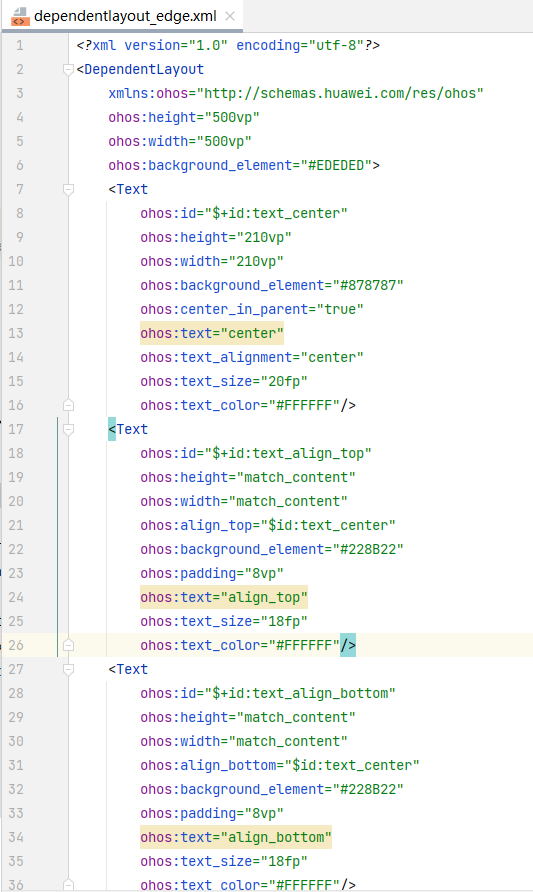 dependentlayout_edge.xml
1 <?xml version="1.0" encoding="utf-8"?>
2 <DependentLayout
3 xmlns:ohos="http://schemas.huawei.com/res/ohos"
4 ohos:height="500vp"
5 ohos:width="500vp"
6 ohos:background_element="#EDEDED">
7 <Text
8 ohos:id="$+id:text_center"
9 ohos:height="210vp"
10 ohos:width="210vp"
11 ohos:background_element="#878787"
12 ohos:center_in_parent="true"
13 ohos:text="center"
14 ohos:text_alignment="center"
15 ohos:text_size="20fp"
16 ohos:text_color="#FFFFFF"/>
17 <Text
18 ohos:id="$+id:text_align_top"
19 ohos:height="match_content"
20 ohos:width="match_content"
21 ohos:align_top="$id:text_center"
22 ohos:background_element="#228B22"
23 ohos:padding="8vp"
24 ohos:text="align_top"
25 ohos:text_size="18fp"
26 ohos:text_color="#FFFFFF"/>
27 <Text
28 ohos:id="$+id:text_align_bottom"
29 ohos:height="match_content"
30 ohos:width="match_content"
31 ohos:align_bottom="$id:text_center"
32 ohos:background_element="#228B22"
33 ohos:padding="8vp"
34 ohos:text="align_bottom"
35 ohos:text_size="18fp"
36 ohos:text_color="#FFFFFF"/>